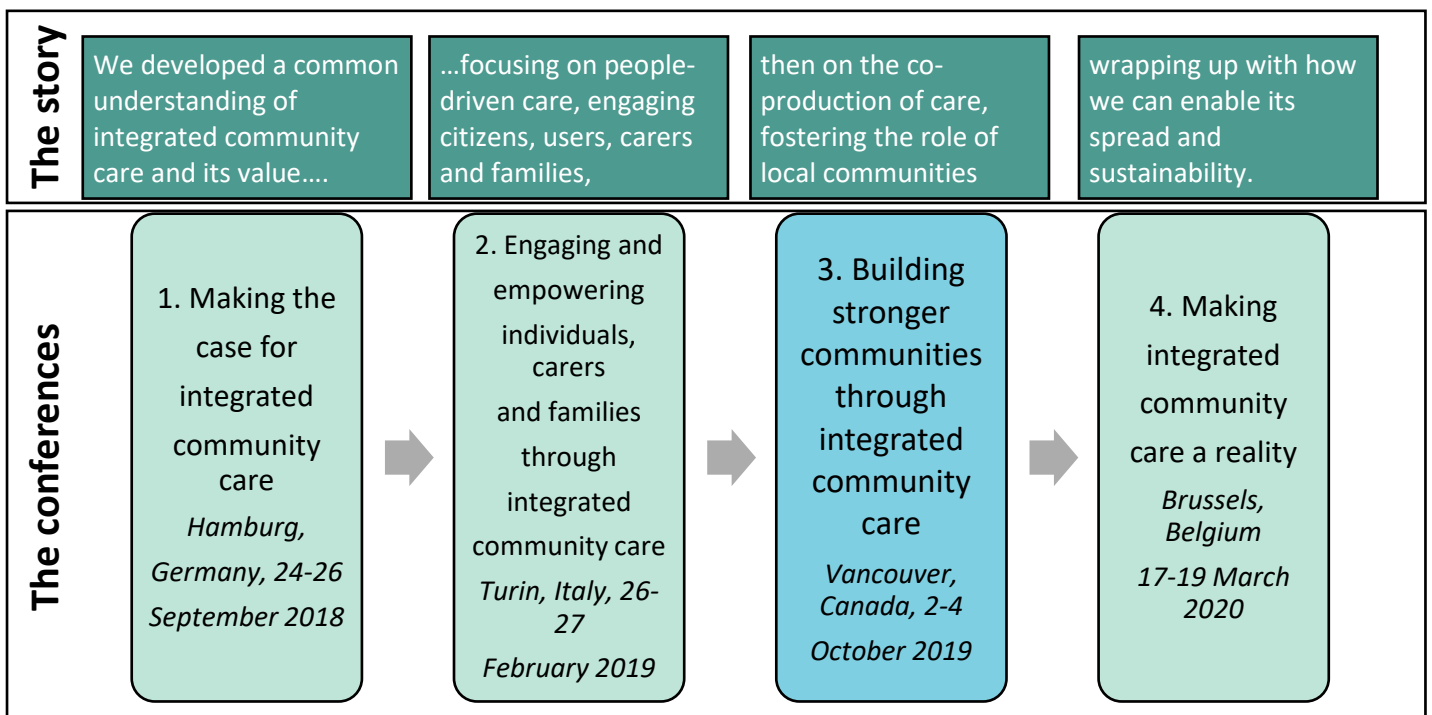 The story
We developed a common
understanding of
integrated community
care and its value….
…focusing on people-
driven care, engaging
citizens, users, carers
and families,
then on the co-
production of care,
fostering the role of
local communities
wrapping up with how
we can enable its
spread and
sustainability.
The conferences
1. Making the
case for
integrated
community
care
Hamburg,
Germany, 24-26
September 2018
2. Engaging and
empowering
individuals,
carers
and families
through
integrated
community care
Turin, Italy, 26-
27
February 2019
3. Building
stronger
communities
through
integrated
community
care
Vancouver,
Canada, 2-4
October 2019
4. Making
integrated
community
care a reality
Brussels,
Belgium
17-19 March
2020